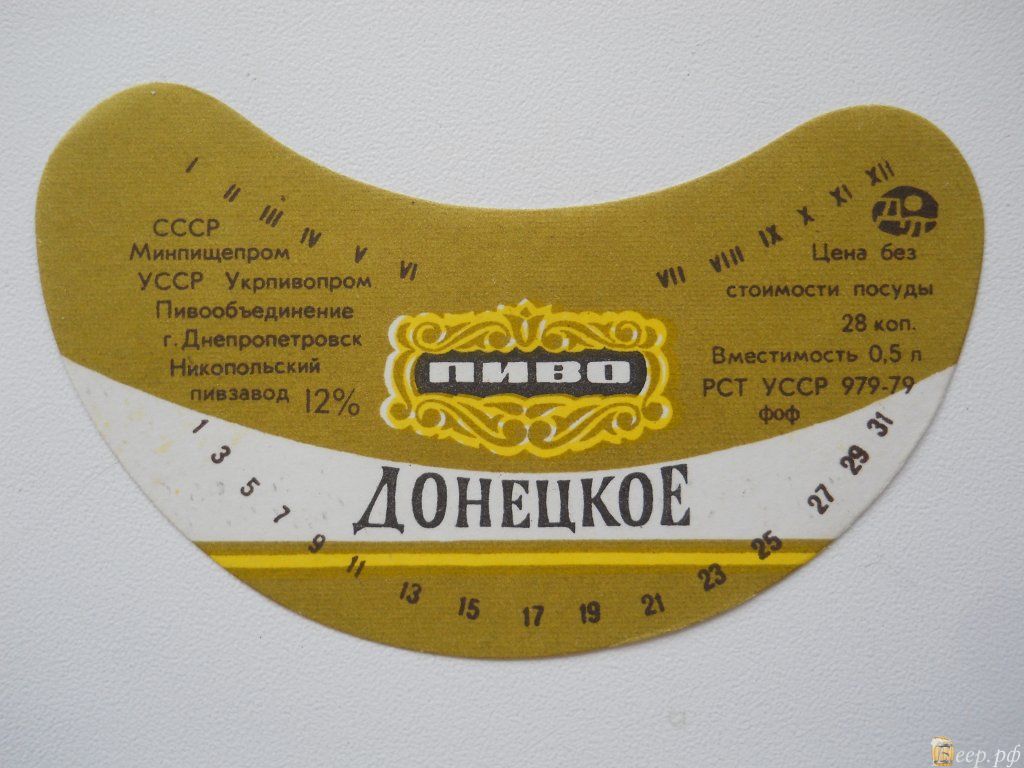 I II III IV V VI VII VIII IX X XI XII
СССР
Минпищепром
УССР Укрпивопром
Пивообъединение
г. Днепропетровск
Никопольский
пивзавод 12%
Цена без
стоимости посуды
28 коп.
Вместимость 0,5 л
РСТ УССР 979-79
фоф
ПИВО
ДОНЕЦКОЕ
1 3 5 7 9 11 13 15 17 19 21 23 25 27 29 31
Beer.рф